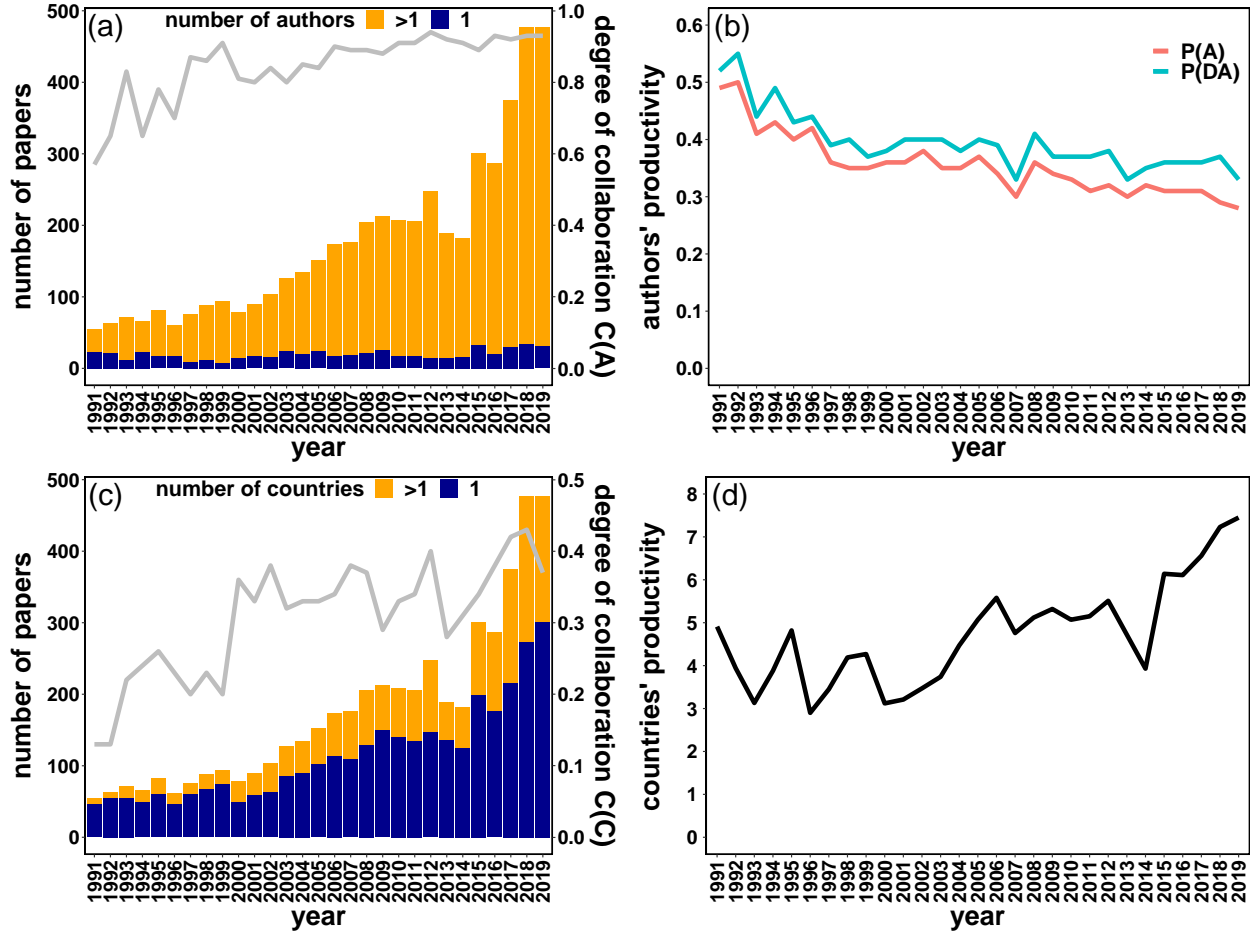 (a)
number of authors >1 1
number of papers
500
400
300
200
100
0
degree of collaboration C(A)
1.0
0.8
0.6
0.4
0.2
0.0
1991 1992 1993 1994 1995 1996 1997 1998 1999 2000 2001 2002 2003 2004 2005 2006 2007 2008 2009 2010 2011 2012 2013 2014 2015 2016 2017 2018 2019
year
(b)
P(A)
P(DA)
authors' productivity
0.6
0.5
0.4
0.3
0.2
0.1
0.0
1991 1992 1993 1994 1995 1996 1997 1998 1999 2000 2001 2002 2003 2004 2005 2006 2007 2008 2009 2010 2011 2012 2013 2014 2015 2016 2017 2018 2019
year
(c)
number of countries >1 1
number of papers
500
400
300
200
100
0
degree of collaboration C(C)
0.5
0.4
0.3
0.2
0.1
0.0
1991 1992 1993 1994 1995 1996 1997 1998 1999 2000 2001 2002 2003 2004 2005 2006 2007 2008 2009 2010 2011 2012 2013 2014 2015 2016 2017 2018 2019
year
(d)
countries' productivity
8
7
6
5
4
3
2
1
0
1991 1992 1993 1994 1995 1996 1997 1998 1999 2000 2001 2002 2003 2004 2005 2006 2007 2008 2009 2010 2011 2012 2013 2014 2015 2016 2017 2018 2019
year